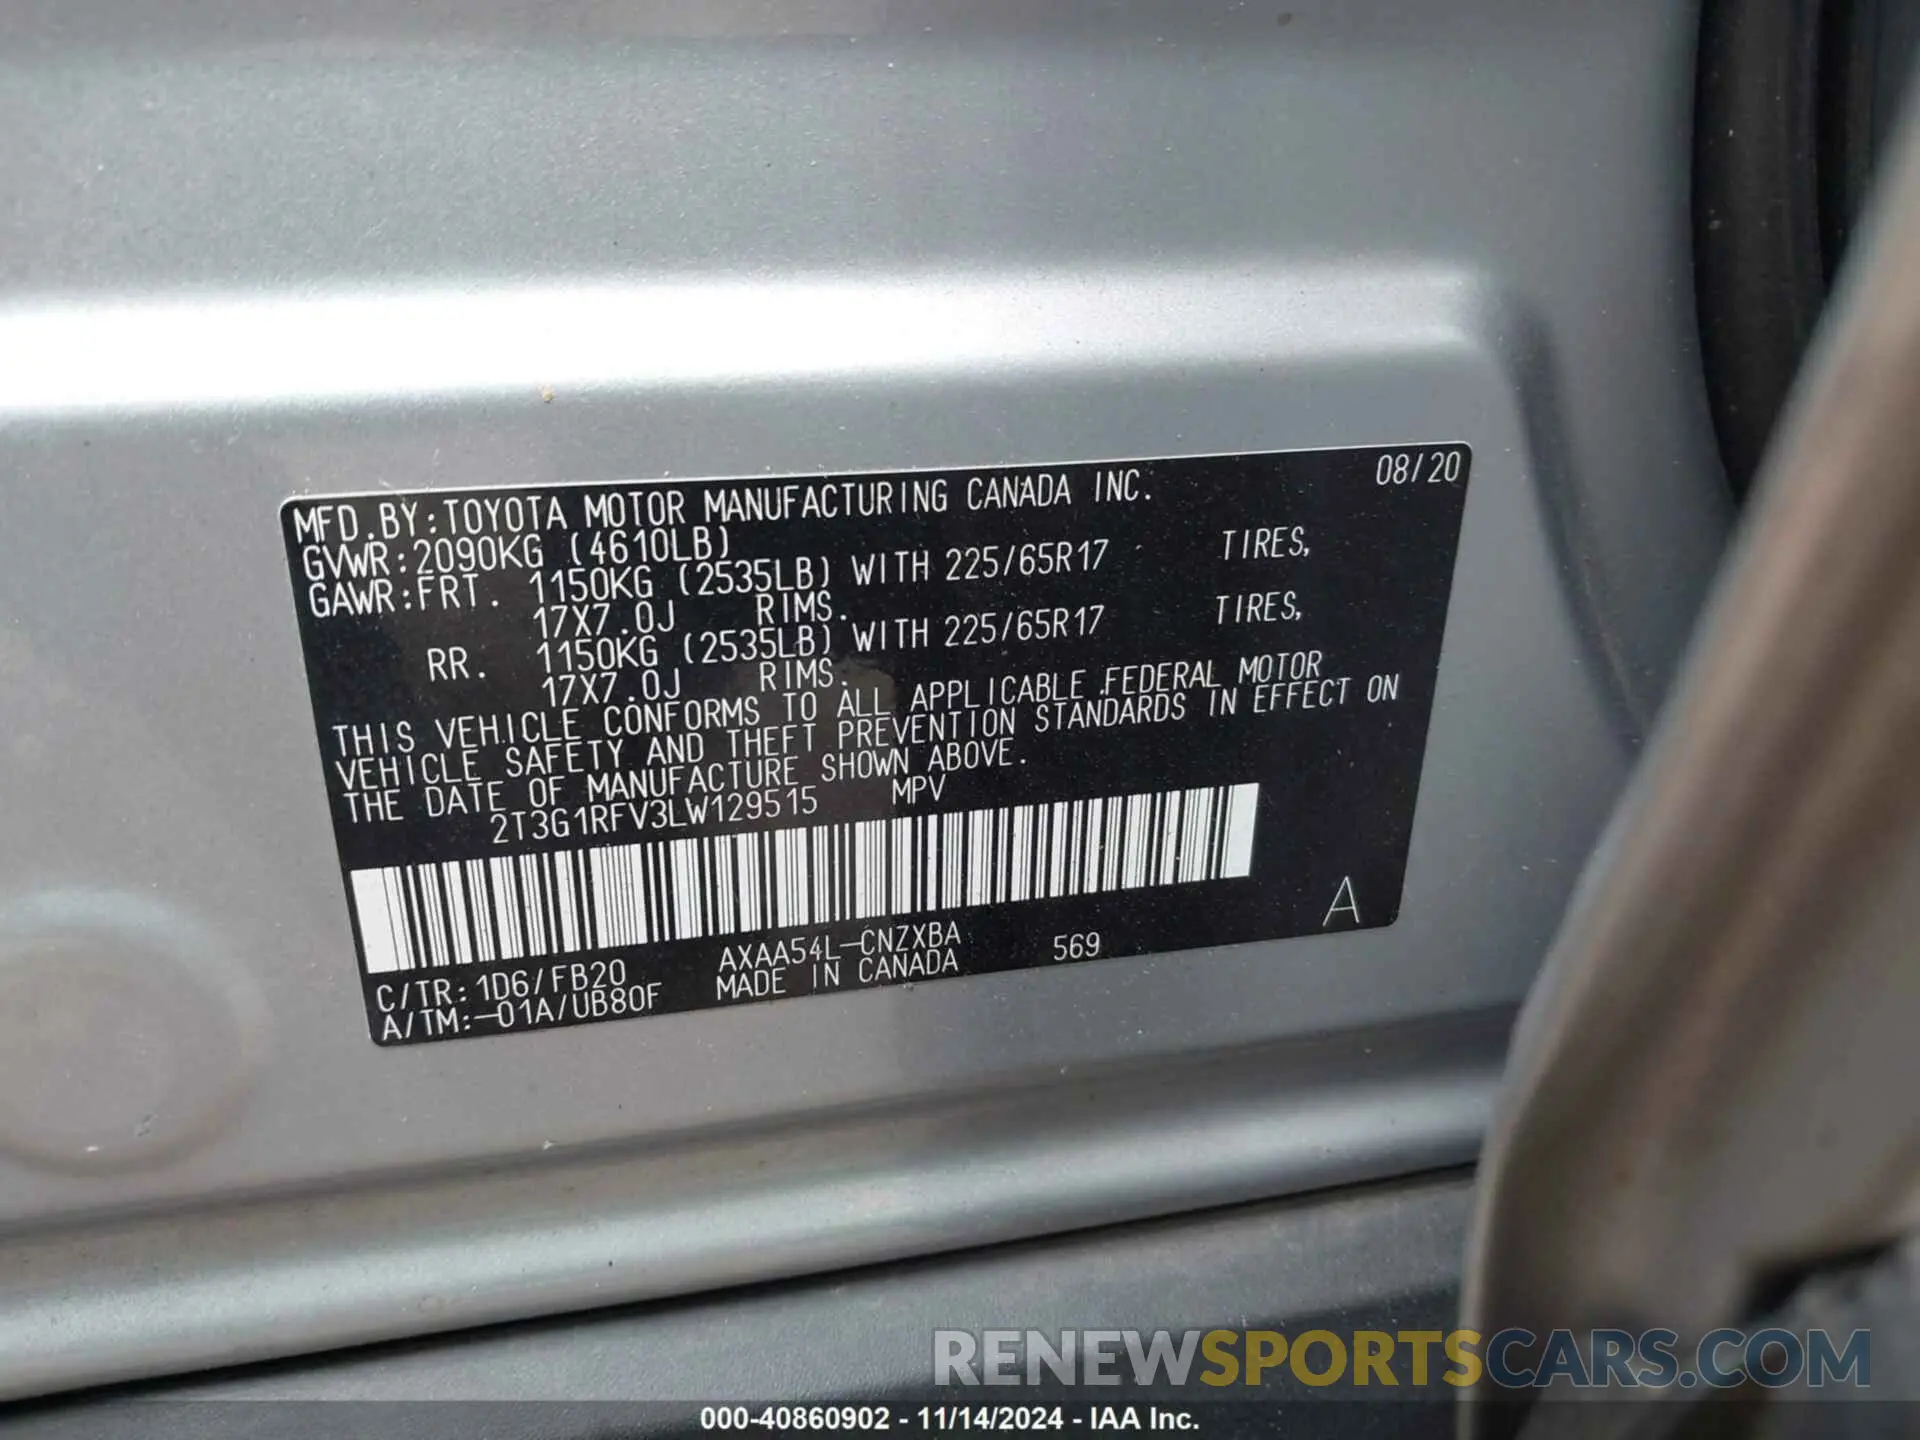 MFD.BY:TOYOTA MOTOR MANUFACTURING CANADA INC. 08/20
GVWR:2090KG (4610LB)
GAWR:FRT. 1150KG (2535LB) WITH 225/65R17 TIRES,
17X7.0J RIMS.
RR. 1150KG (2535LB) WITH 225/65R17 TIRES,
17X7.0J RIMS.
THIS VEHICLE CONFORMS TO ALL APPLICABLE FEDERAL MOTOR
VEHICLE SAFETY AND THEFT PREVENTION STANDARDS IN EFFECT ON
THE DATE OF MANUFACTURE SHOWN ABOVE.
2T3G1RFV3LW129515 MPV
A
C/TR:1D6/FB20 AXAA54L-CNZXBA 569
A/TM:-01A/UB80F MADE IN CANADA
RENEWSPORTSCARS.COM
000-40860902 - 11/14/2024 - IAA Inc.